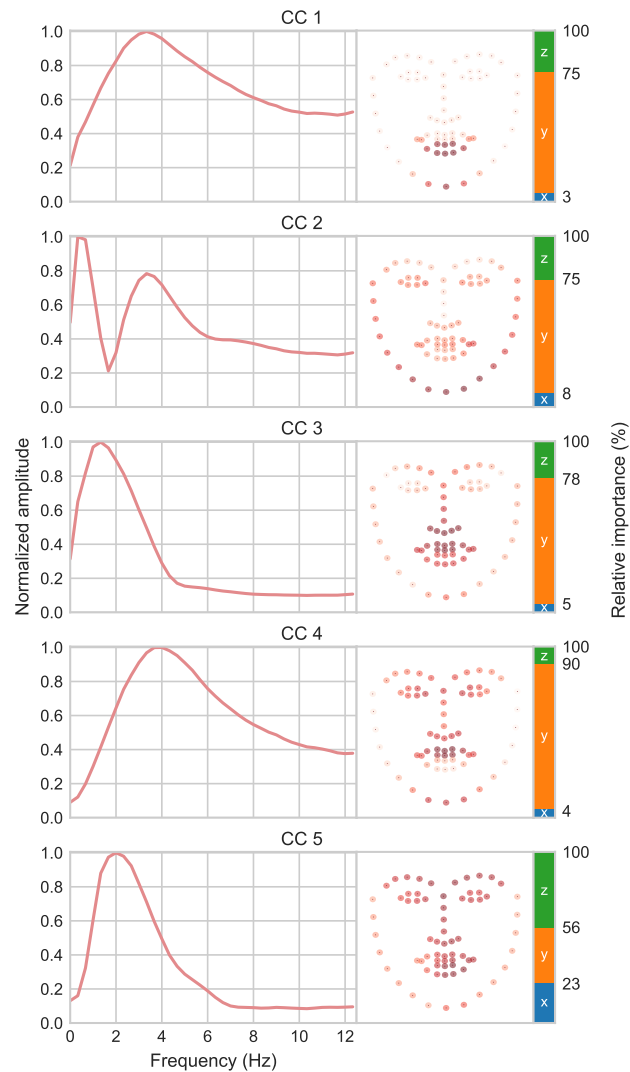 CC 1
1.0
0.8
0.6
0.4
0.2
0.0
z
y
x
100
75
3
CC 2
1.0
0.8
0.6
0.4
0.2
0.0
z
y
x
100
75
8
CC 3
1.0
0.8
0.6
0.4
0.2
0.0
z
y
x
100
78
5
Normalized amplitude
Relative importance (%)
CC 4
1.0
0.8
0.6
0.4
0.2
0.0
z
y
x
100
90
4
CC 5
1.0
0.8
0.6
0.4
0.2
0.0
z
y
x
100
56
23
0 2 4 6 8 10 12
Frequency (Hz)